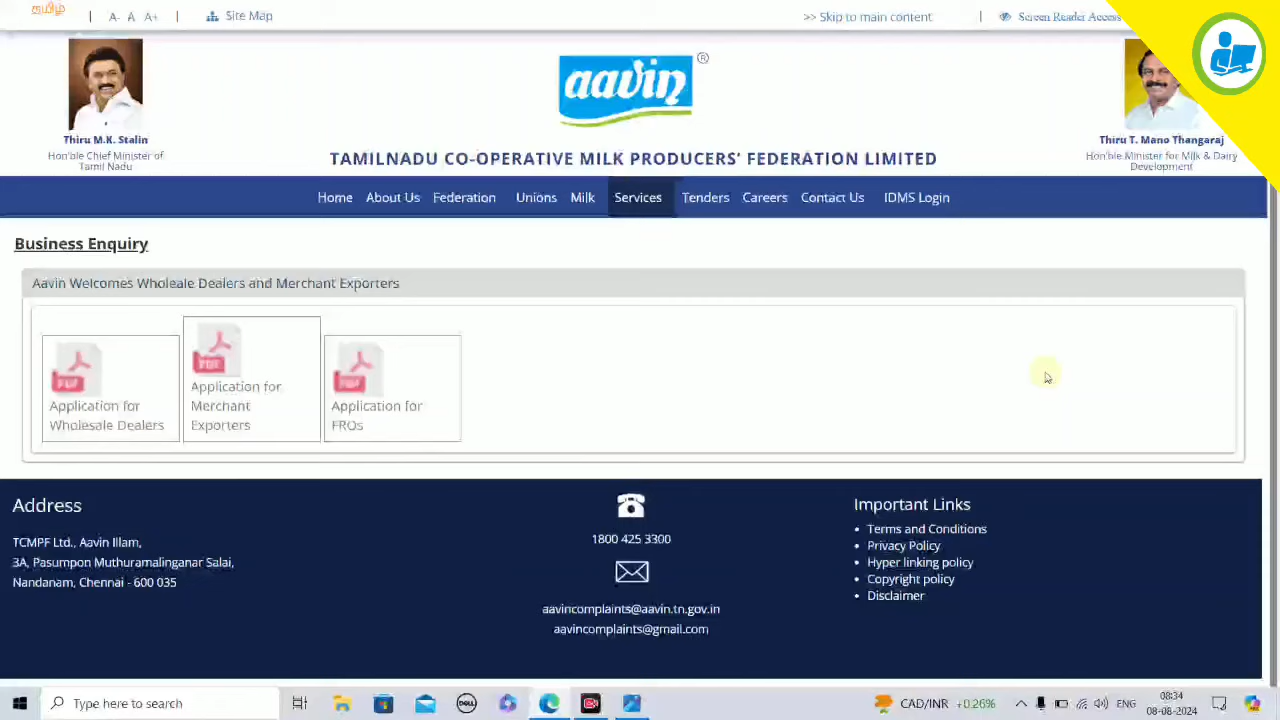 தமிழ் | A- A A+ | Site Map >> Skip to main content | Screen Reader Access
aavin ®
Thiru M.K. Stalin
Hon'ble Chief Minister of
Tamil Nadu
Thiru T. Mano Thangaraj
Hon'ble Minister for Milk & Dairy
Development
TAMILNADU CO-OPERATIVE MILK PRODUCERS' FEDERATION LIMITED
Home About Us Federation Unions Milk Services Tenders Careers Contact Us IDMS Login
Business Enquiry
Aavin Welcomes Wholeale Dealers and Merchant Exporters
PDF
Application for
Wholesale Dealers
PDF
Application for
Merchant
Exporters
PDF
Application for
FROs
Address
TCMPF Ltd., Aavin Illam,
3A, Pasumpon Muthuramalinganar Salai,
Nandanam, Chennai - 600 035
1800 425 3300
aavincomplaints@aavin.tn.gov.in
aavincomplaints@gmail.com
Important Links
Terms and Conditions
Privacy Policy
Hyper linking policy
Copyright policy
Disclaimer
Type here to search
DELL
CAD/INR +0.26%
ENG
08:34
08-08-2024